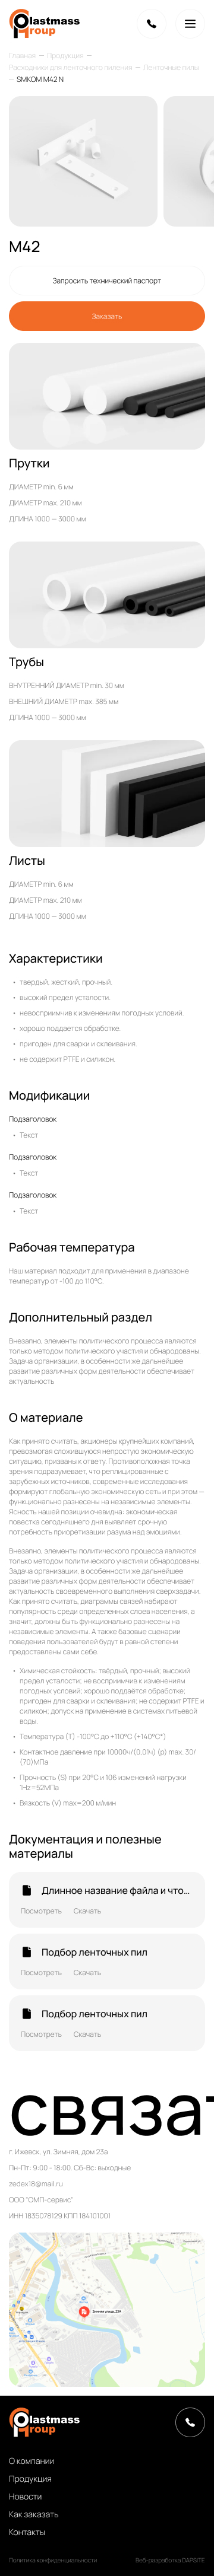 Plastmass
Group
Главная — Продукция —
Расходники для ленточного пиления — Ленточные пилы
— SMKOM M42 N
M42
Запросить технический паспорт
Заказать
Прутки
ДИАМЕТР min. 6 мм
ДИАМЕТР max. 210 мм
ДЛИНА 1000 — 3000 мм
Трубы
ВНУТРЕННИЙ ДИАМЕТР min. 30 мм
ВНЕШНИЙ ДИАМЕТР max. 385 мм
ДЛИНА 1000 — 3000 мм
Листы
ДИАМЕТР min. 6 мм
ДИАМЕТР max. 210 мм
ДЛИНА 1000 — 3000 мм
Характеристики
• твердый, жесткий, прочный.
• высокий предел усталости.
• невосприимчив к изменениям погодных условий.
• хорошо поддается обработке.
• пригоден для сварки и склеивания.
• не содержит PTFE и силикон.
Модификации
Подзаголовок
• Текст
Подзаголовок
• Текст
Подзаголовок
• Текст
Рабочая температура
Наш материал подходит для применения в диапазоне
температур от -100 до 110°C.
Дополнительный раздел
Внезапно, элементы политического процесса являются
только методом политического участия и обнародованы.
Задача организации, в особенности же дальнейшее
развитие различных форм деятельности обеспечивает
актуальность
О материале
Как принято считать, акционеры крупнейших компаний,
превозмогая сложившуюся непростую экономическую
ситуацию, призваны к ответу. Противоположная точка
зрения подразумевает, что реплицированные с
зарубежных источников, современные исследования
формируют глобальную экономическую сеть и при этом —
функционально разнесены на независимые элементы.
Ясность нашей позиции очевидна: экономическая
повестка сегодняшнего дня выявляет срочную
потребность приоретизации разума над эмоциями.
Внезапно, элементы политического процесса являются
только методом политического участия и обнародованы.
Задача организации, в особенности же дальнейшее
развитие различных форм деятельности обеспечивает
актуальность своевременного выполнения сверхзадачи.
Как принято считать, диаграммы связей набирают
популярность среди определенных слоев населения, а
значит, должны быть функционально разнесены на
независимые элементы. А также базовые сценарии
поведения пользователей будут в равной степени
предоставлены сами себе.
• Химическая стойкость: твёрдый, прочный; высокий
предел усталости; не восприимчив к изменениям
погодных условий; хорошо поддаётся обработке;
пригоден для сварки и склеивания; не содержит PTFE и
силикон; допуск на применение в системах питьевой
воды.
• Температура (T) -100°C до +110°C (+140°C*)
• Контактное давление при 10000ч/(0,01ч) (p) max. 30/
(70)МПа
• Прочность (S) при 20°C и 106 изменений нагрузки
1Hz=52МПа
• Вязкость (V) max=200 м/мин
Документация и полезные
материалы
Длинное название файла и что...
Посмотреть Скачать
Подбор ленточных пил
Посмотреть Скачать
Подбор ленточных пил
Посмотреть Скачать
связат
г. Ижевск, ул. Зимняя, дом 23а
Пн-Пт: 9:00 - 18:00. Сб-Вс: выходные
zedex18@mail.ru
ООО "ОМП-сервис"
ИНН 1835078129 КПП 184101001
Зимняя улица, 23А
Plastmass
Group
О компании
Продукция
Новости
Как заказать
Контакты
Политика конфиденциальности Веб-разработка DAPSITE